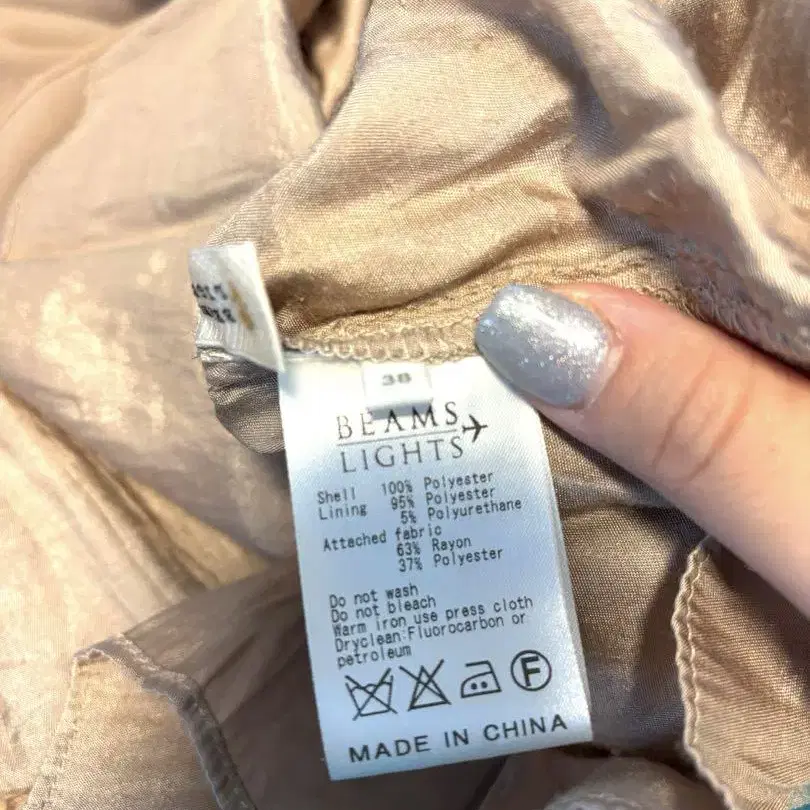 38
BEAMS
LIGHTS
Shell 100% Polyester
Lining 95% Polyester
5% Polyurethane
Attached fabric
63% Rayon
37% Polyester
Do not wash
Do not bleach
Warm iron use press cloth
Dryclean:Fluorocarbon or
petroleum
F
MADE IN CHINA